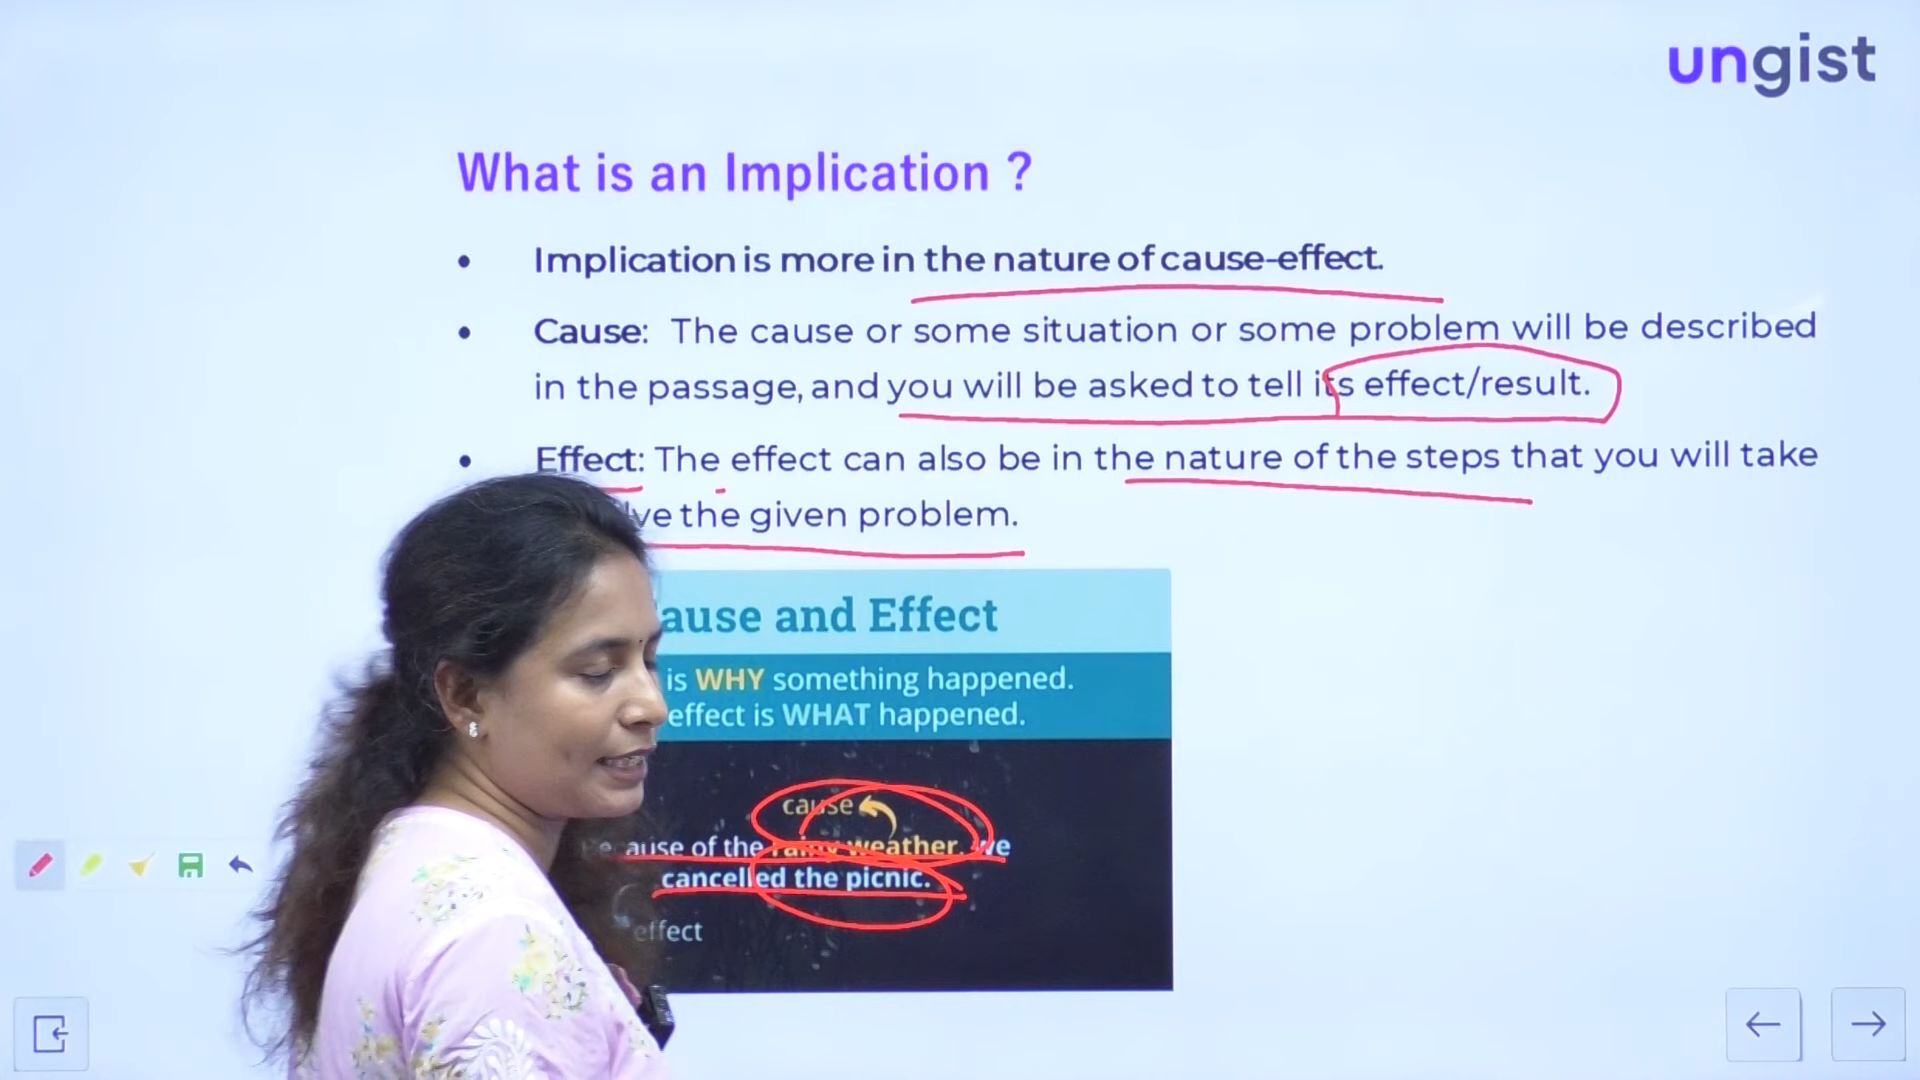 ungist
What is an Implication ?
• Implication is more in the nature of cause-effect.
• Cause: The cause or some situation or some problem will be described
in the passage, and you will be asked to tell its effect/result.
• Effect: The effect can also be in the nature of the steps that you will take
the given problem.
and Effect
is WHY something happened.
effect is WHAT happened.
cause
of the rainy weather, we
cancelled the picnic.
effect